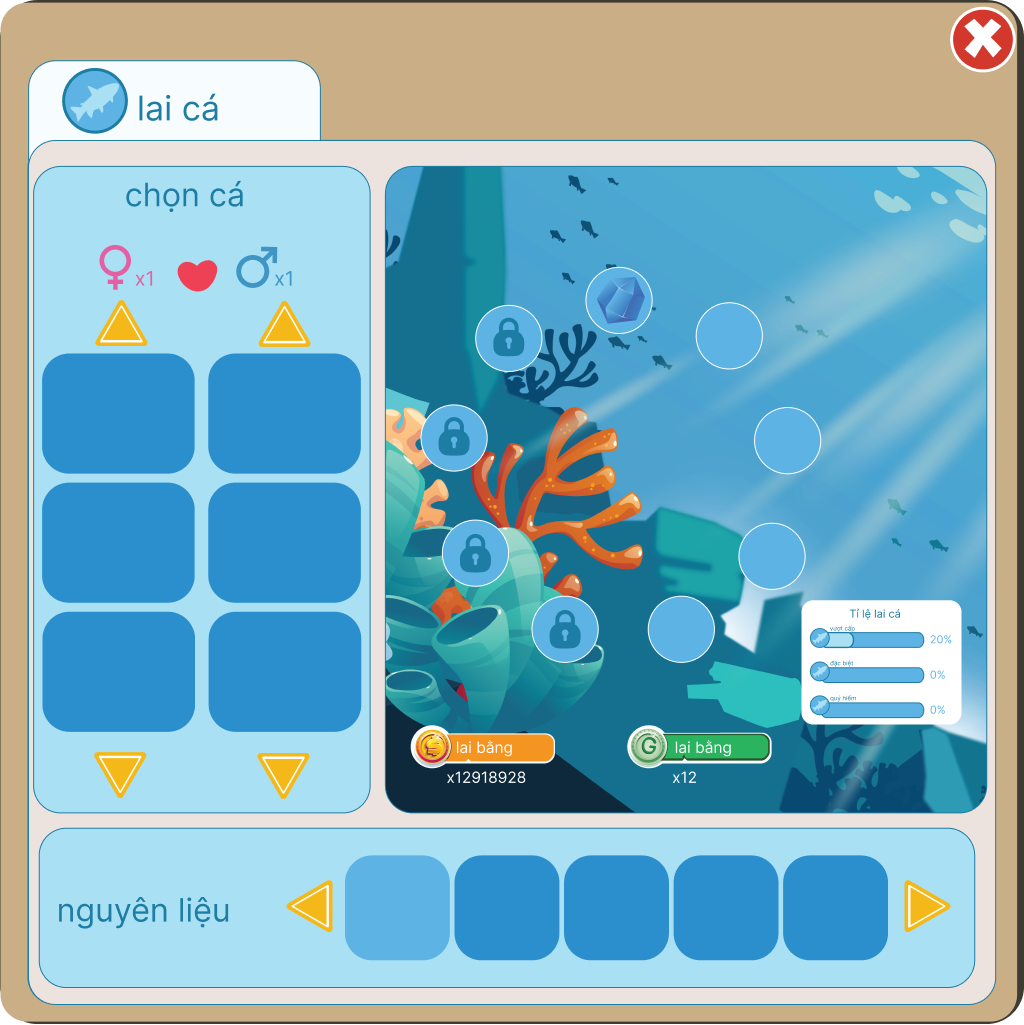 lai cá
chọn cá
x1
x1
Tỉ lệ lai cá
vượt cấp
20%
đặc biệt
0%
quý hiếm
0%
lai bằng
x12918928
G
lai bằng
x12
nguyên liệu